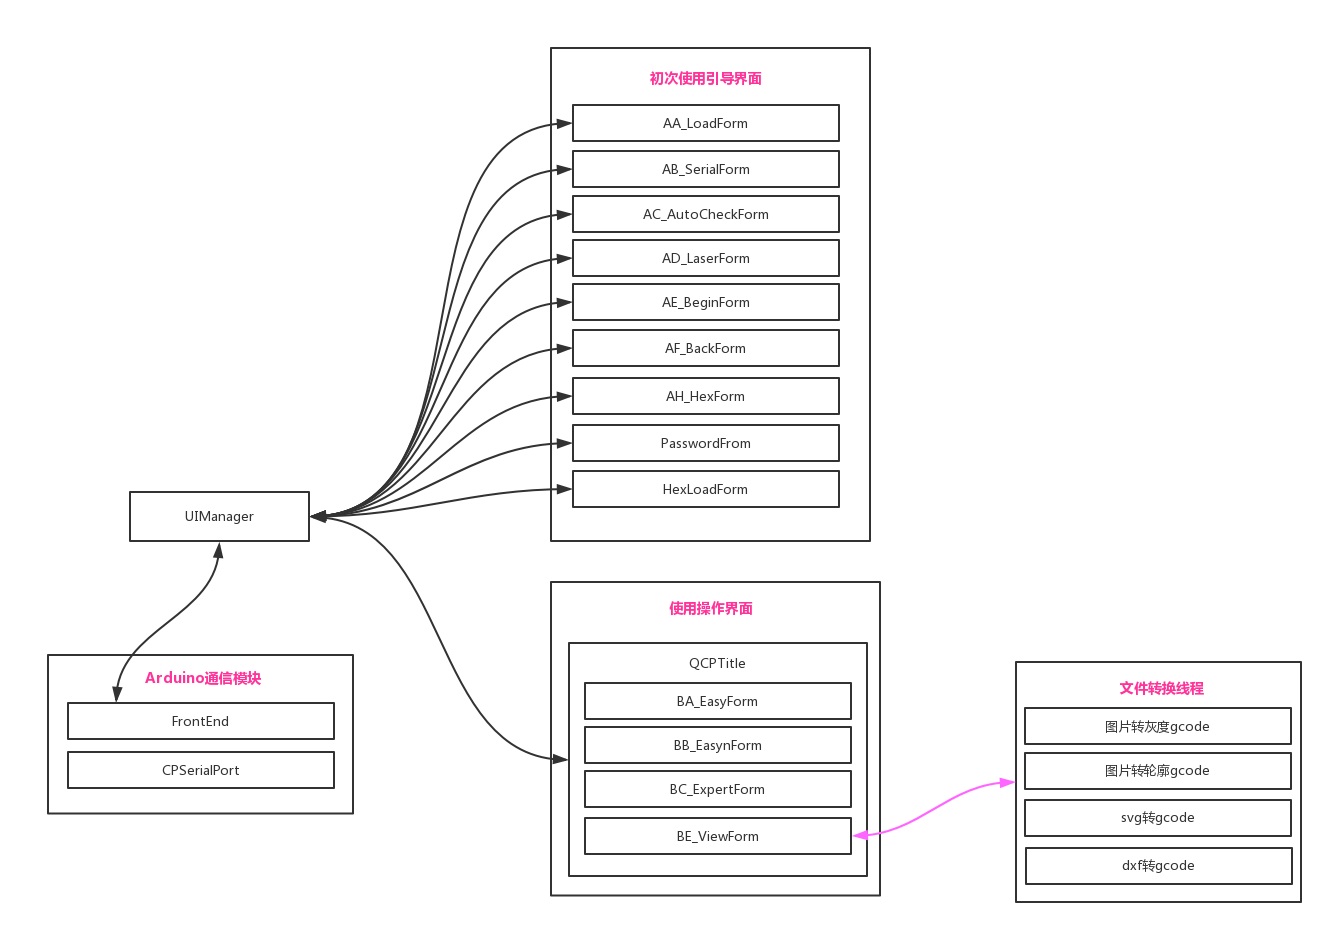 初次使用引导界面
AA_LoadForm
AB_SerialForm
AC_AutoCheckForm
AD_LaserForm
AE_BeginForm
AF_BackForm
AH_HexForm
PasswordFrom
HexLoadForm
UIManager
Arduino通信模块
FrontEnd
CPSerialPort
使用操作界面
QCPTitle
BA_EasyForm
BB_EasynForm
BC_ExpertForm
BE_ViewForm
文件转换线程
图片转灰度gcode
图片转轮廓gcode
svg转gcode
dxf转gcode